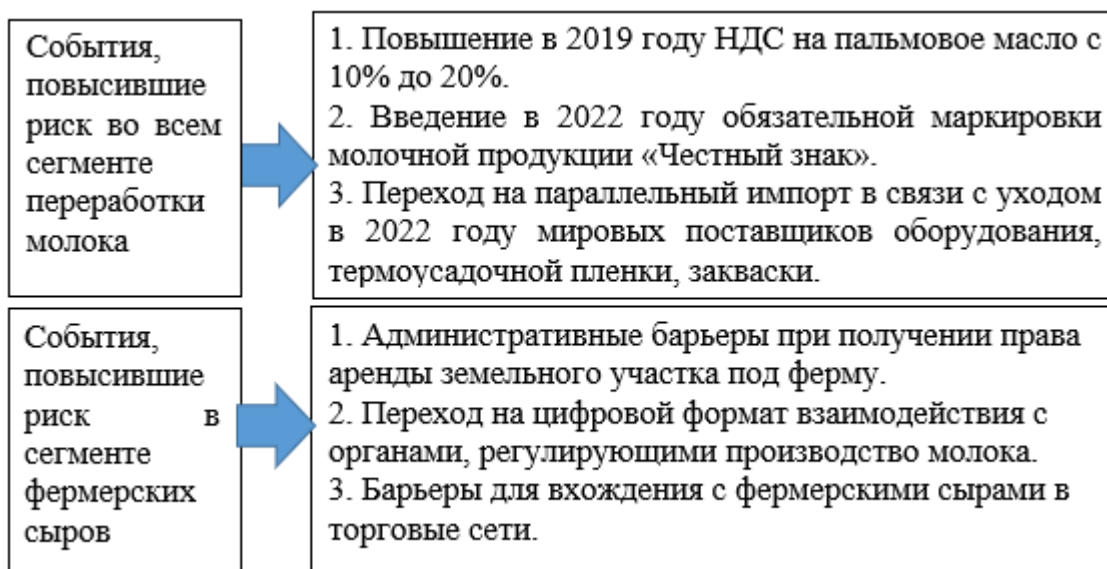 События,
повысившие
риск во всем
сегменте
переработки
молока
1. Повышение в 2019 году НДС на пальмовое масло с
10% до 20%.
2. Введение в 2022 году обязательной маркировки
молочной продукции «Честный знак».
3. Переход на параллельный импорт в связи с уходом
в 2022 году мировых поставщиков оборудования,
термоусадочной пленки, закваски.
События,
повысившие
риск в
сегменте
фермерских
сыров
1. Административные барьеры при получении права
аренды земельного участка под ферму.
2. Переход на цифровой формат взаимодействия с
органами, регулирующими производство молока.
3. Барьеры для вхождения с фермерскими сырами в
торговые сети.